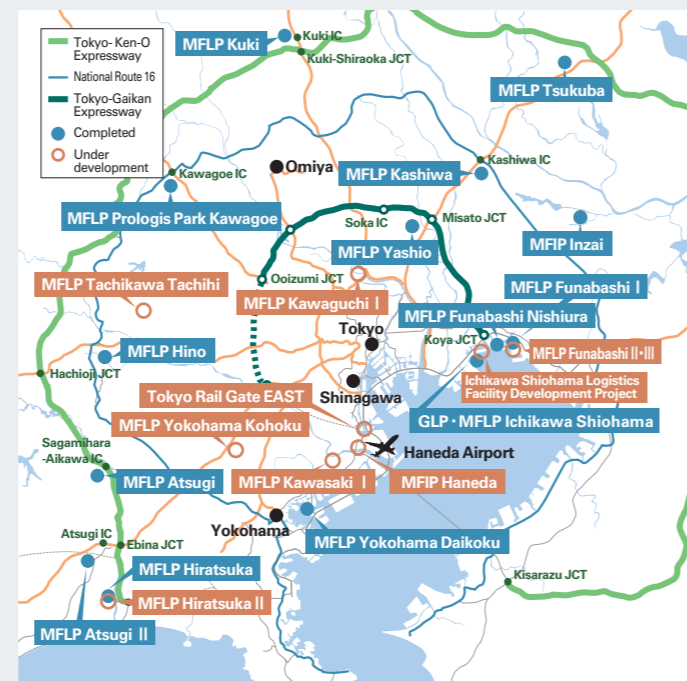 Tokyo-Ken-O
Expressway
National Route 16
Tokyo-Gaikan
Expressway
Completed
Under
development
MFLP Kuki
Kuki IC
Kuki-Shiraoka JCT
MFLP Tsukuba
Kawagoe IC
Omiya
MFLP Kashiwa
Kashiwa IC
MFLP Prologis Park Kawagoe
Soka IC
Misato JCT
MFLP Yashio
MFIP Inzai
Ooizumi JCT
MFLP Tachikawa Tachihi
MFLP Kawaguchi Ⅰ
MFLP Funabashi Ⅰ
MFLP Funabashi Nishiura
Tokyo
Koya JCT
MFLP Funabashi Ⅱ・Ⅲ
MFLP Hino
Hachioji JCT
Shinagawa
Ichikawa Shiohama Logistics
Facility Development Project
Tokyo Rail Gate EAST
GLP・MFLP Ichikawa Shiohama
MFLP Yokohama Kohoku
Sagamihara
-Aikawa IC
Haneda Airport
MFLP Atsugi
MFLP Kawasaki Ⅰ
MFIP Haneda
Yokohama
MFLP Yokohama Daikoku
Atsugi IC
Ebina JCT
MFLP Hiratsuka
Kisarazu JCT
MFLP Hiratsuka Ⅱ
MFLP Atsugi Ⅱ